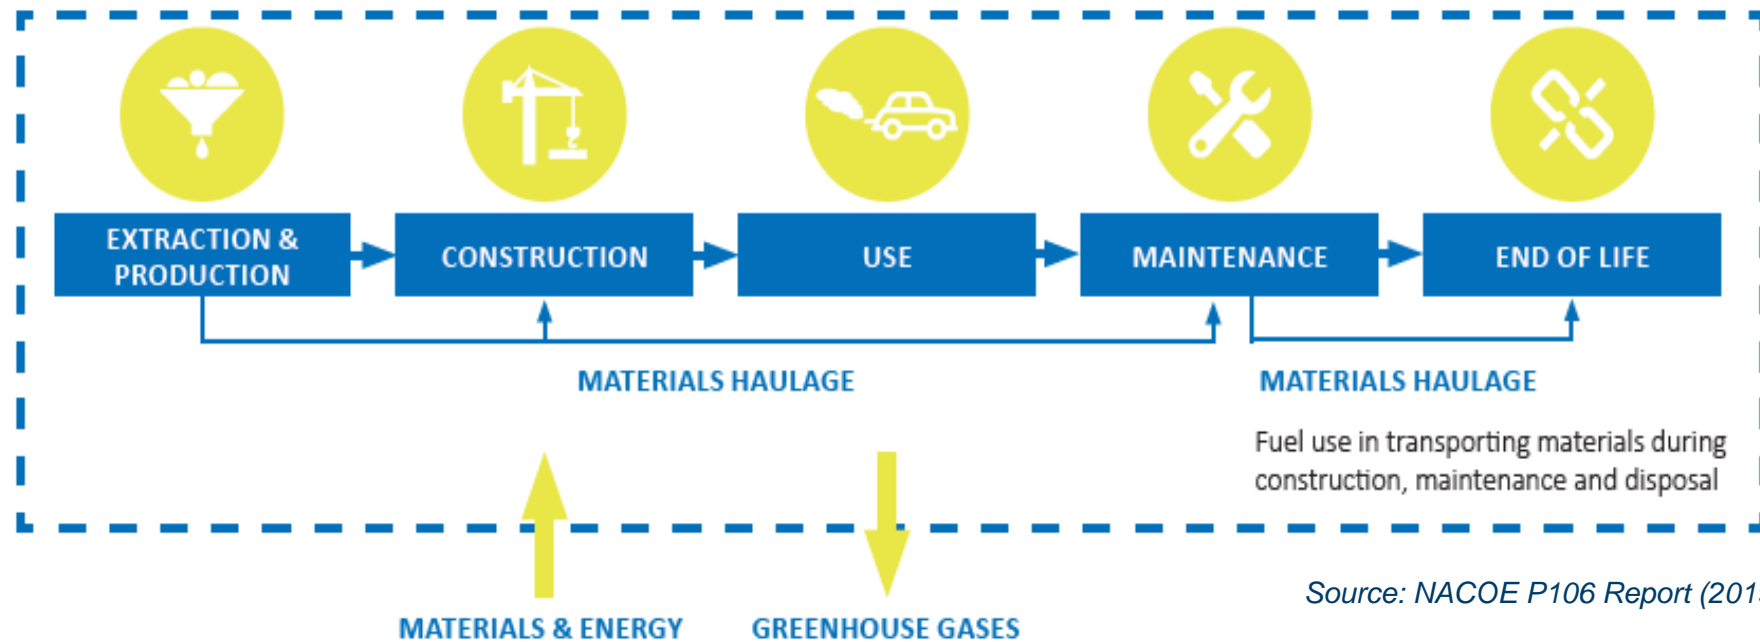 EXTRACTION &
PRODUCTION
CONSTRUCTION
USE
MAINTENANCE
END OF LIFE
MATERIALS HAULAGE
MATERIALS HAULAGE
Fuel use in transporting materials during
construction, maintenance and disposal
Source: NACOE P106 Report
MATERIALS & ENERGY
GREENHOUSE GASES